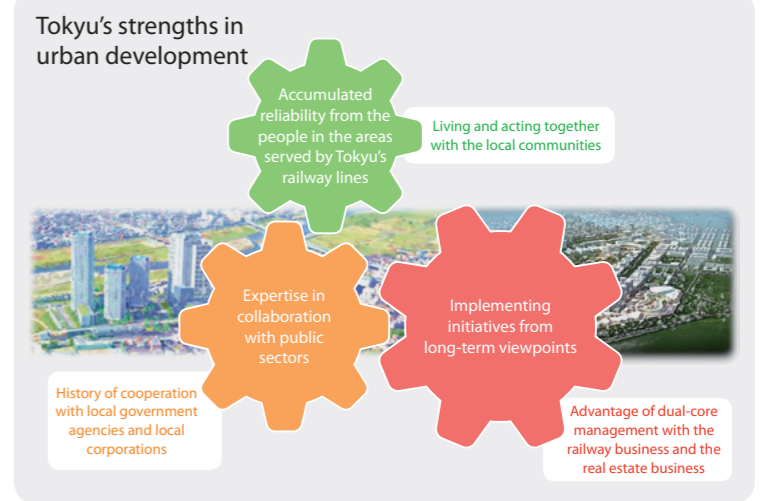 Tokyu's strengths in
urban development
Accumulated
reliability from the
people in the areas
served by Tokyu's
railway lines
Living and acting together
with the local communities
Expertise in
collaboration
with public
sectors
Implementing
initiatives from
long-term viewpoints
History of cooperation
with local government
agencies and local
corporations
Advantage of dual-core
management with the
railway business and the
real estate business